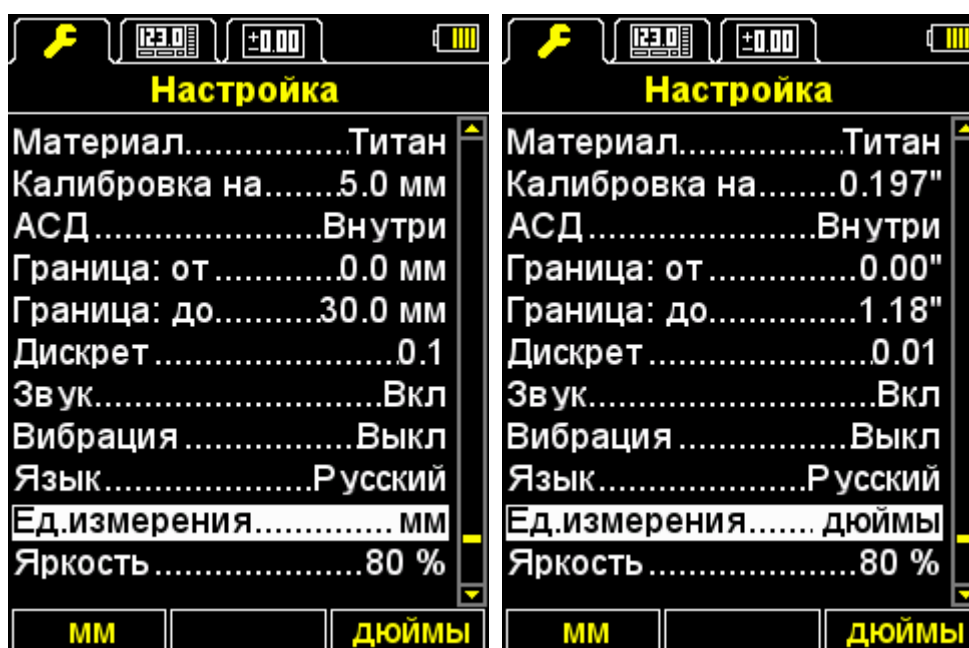 123.0
±0.00
Настройка
Материал.................Титан
Калибровка на........5.0 мм
АСД......................Внутри
Граница: от.............0.0 мм
Граница: до...........30.0 мм
Дискрет........................0.1
Звук.............................Вкл
Вибрация.................Выкл
Язык.....................Русский
Ед.измерения.............. мм
Яркость.....................80 %
мм
дюймы
123.0
±0.00
Настройка
Материал.................Титан
Калибровка на........0.197"
АСД......................Внутри
Граница: от...............0.00"
Граница: до...............1.18"
Дискрет......................0.01
Звук.............................Вкл
Вибрация.................Выкл
Язык.....................Русский
Ед.измерения....... дюймы
Яркость.....................80 %
мм
дюймы